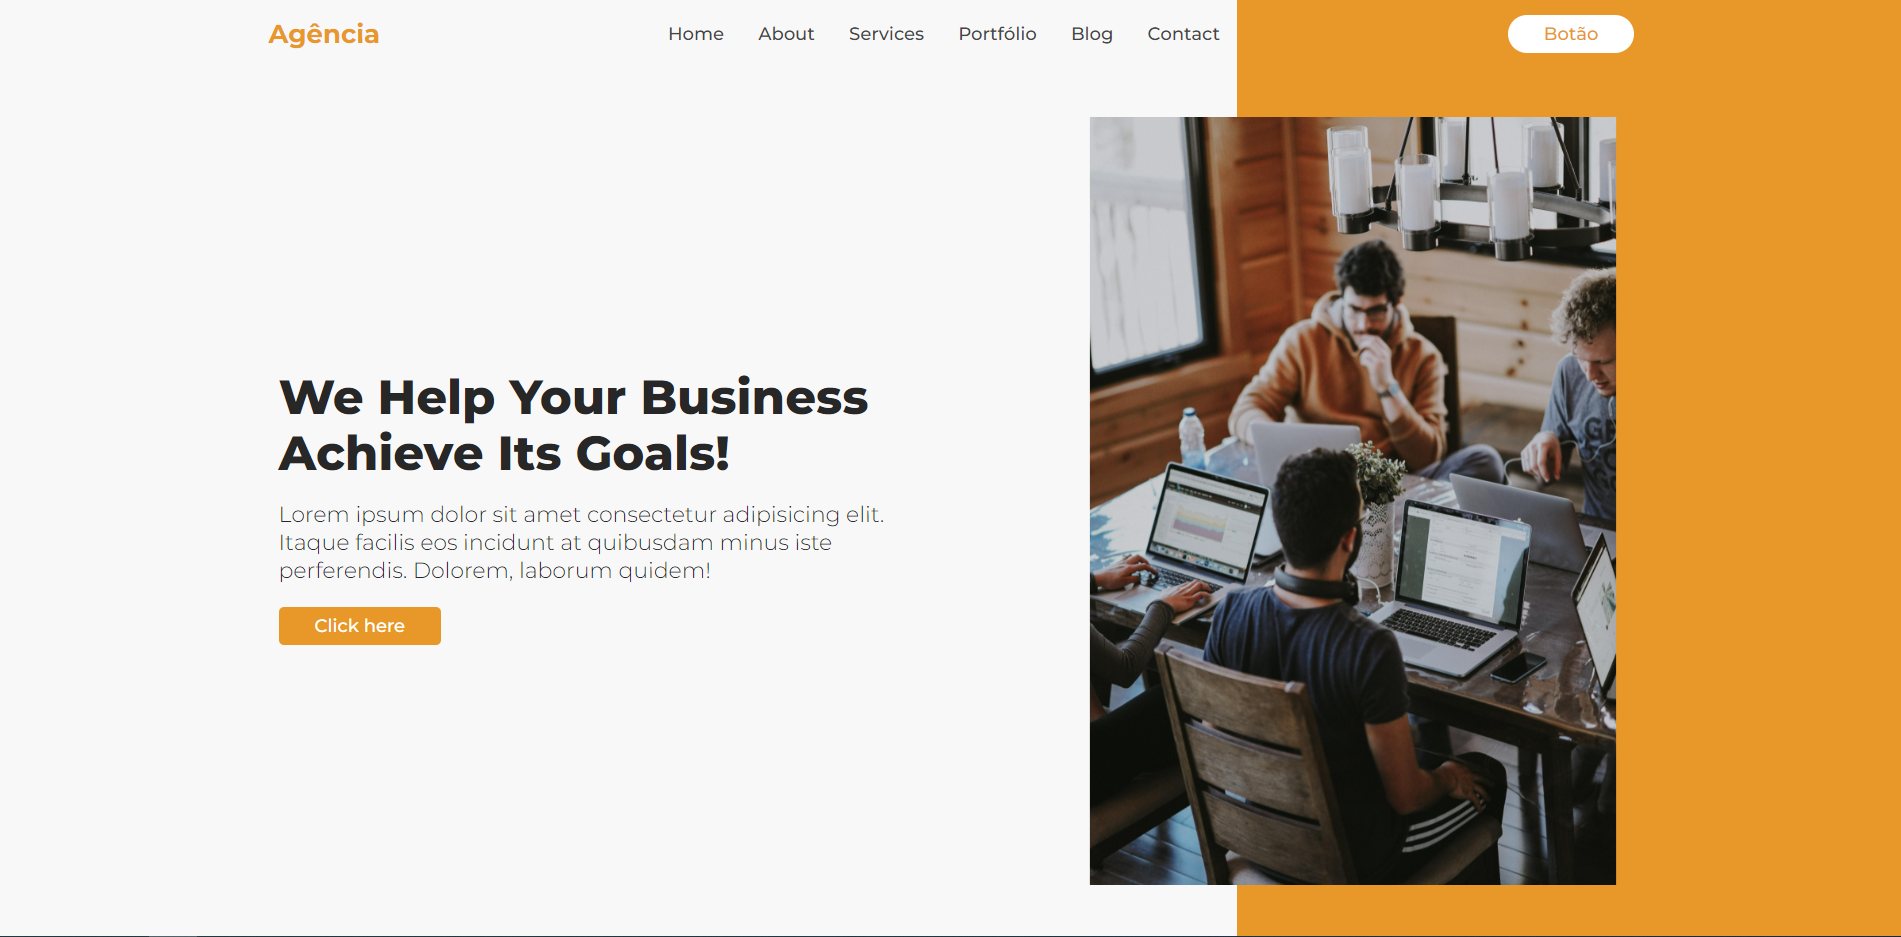 Agência
Home About Services Portfólio Blog Contact
Botão
We Help Your Business
Achieve Its Goals!
Lorem ipsum dolor sit amet consectetur adipisicing elit.
Itaque facilis eos incidunt at quibusdam minus iste
perferendis. Dolorem, laborum quidem!
Click here